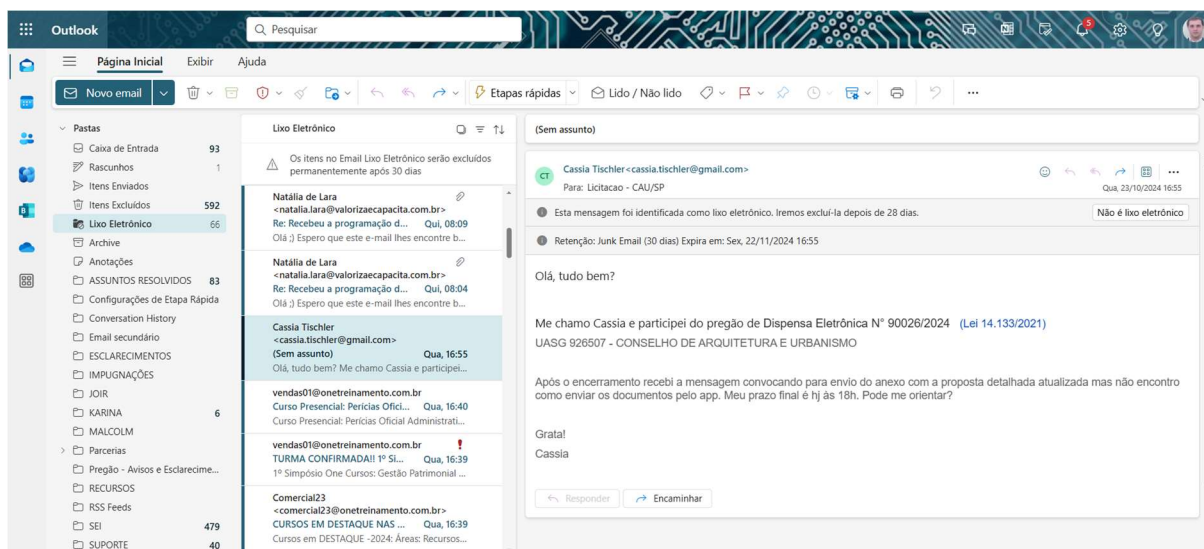 Outlook
Pesquisar
5
Página Inicial Exibir Ajuda
Novo email
Etapas rápidas
Lido / Não lido
Pastas
Caixa de Entrada 93
Rascunhos 1
Itens Enviados
Itens Excluídos 592
Lixo Eletrônico 66
Archive
Anotações
ASSUNTOS RESOLVIDOS 83
Configurações de Etapa Rápida
Conversation History
Email secundário
ESCLARECIMENTOS
IMPUGNAÇÕES
JOIR
KARINA 6
MALCOLM
Parcerias
Pregão - Avisos e Esclarecime...
RECURSOS
RSS Feeds
SEI 479
SUPORTE 40
Lixo Eletrônico
Os itens no Email Lixo Eletrônico serão excluídos
permanentemente após 30 dias
Natália de Lara
<natalia.lara@valorizaecapacita.com.br>
Re: Recebeu a programação d... Qui, 08:09
Olá ;) Espero que este e-mail lhes encontre b...
Natália de Lara
<natalia.lara@valorizaecapacita.com.br>
Re: Recebeu a programação d... Qui, 08:04
Olá ;) Espero que este e-mail lhes encontre b...
Cassia Tischler
<cassia.tischler@gmail.com>
(Sem assunto) Qua, 16:55
Olá, tudo bem? Me chamo Cassia e participei...
vendas01@onetreinamento.com.br
Curso Presencial: Perícias Ofici... Qua, 16:40
Curso Presencial: Perícias Oficial Administrati...
vendas01@onetreinamento.com.br
TURMA CONFIRMADA!! 1º Si... Qua, 16:39
1º Simpósio One Cursos: Gestão Patrimonial ...
Comercial23
<comercial23@onetreinamento.com.br>
CURSOS EM DESTAQUE NAS ... Qua, 16:39
Cursos em DESTAQUE -2024: Áreas: Recursos...
(Sem assunto)
CT
Cassia Tischler<cassia.tischler@gmail.com>
Para: Licitacao - CAU/SP
Qua, 23/10/2024 16:55
Esta mensagem foi identificada como lixo eletrônico. Iremos excluí-la depois de 28 dias.
Não é lixo eletrônico
Retenção: Junk Email (30 dias) Expira em: Sex, 22/11/2024 16:55
Olá, tudo bem?
Me chamo Cassia e participei do pregão de Dispensa Eletrônica N° 90026/2024 (Lei 14.133/2021)
UASG 926507 - CONSELHO DE ARQUITETURA E URBANISMO
Após o encerramento recebi a mensagem convocando para envio do anexo com a proposta detalhada atualizada mas não encontro
como enviar os documentos pelo app. Meu prazo final é hj às 18h. Pode me orientar?
Grata!
Cassia
Responder
Encaminhar